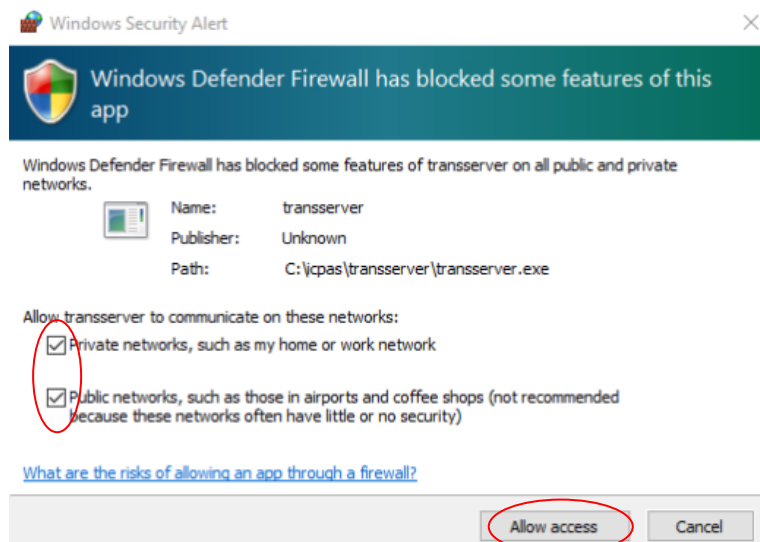 Windows Security Alert
Windows Defender Firewall has blocked some features of this
app
Windows Defender Firewall has blocked some features of transserver on all public and private
networks.
Name: transserver
Publisher: Unknown
Path: C:\icpas\transserver\transserver.exe
Allow transserver to communicate on these networks:
Private networks, such as my home or work network
Public networks, such as those in airports and coffee shops (not recommended
because these networks often have little or no security)
What are the risks of allowing an app through a firewall?
Allow access Cancel